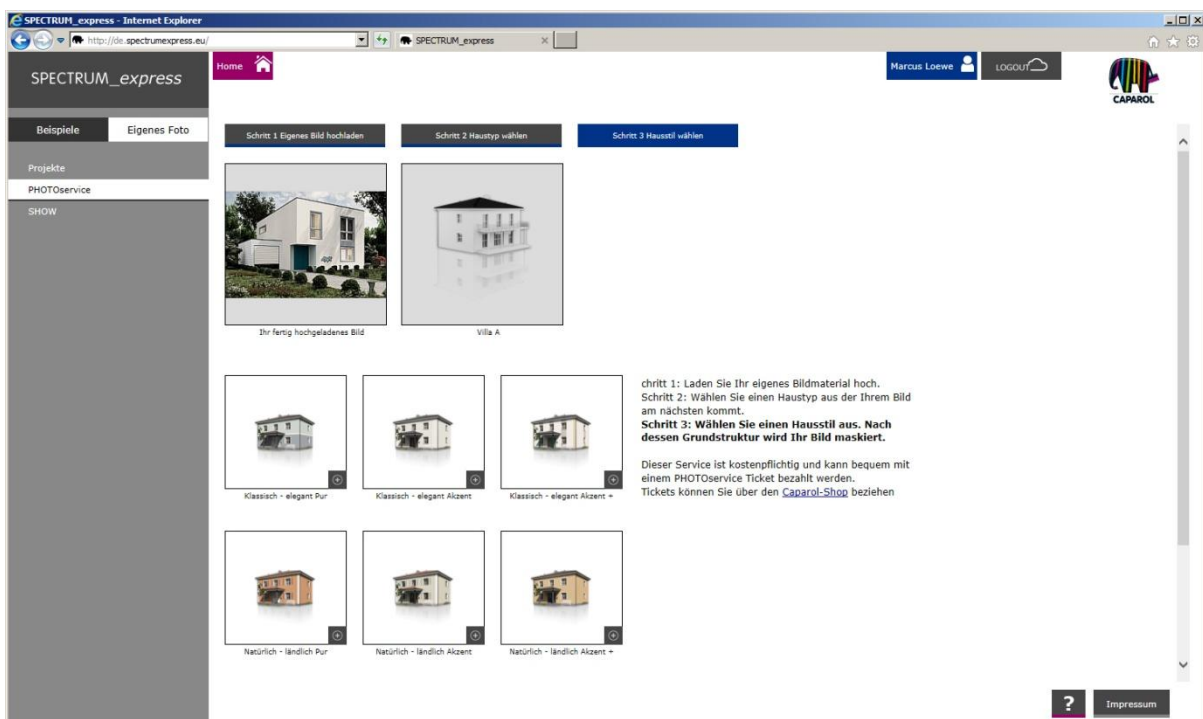 SPECTRUM_express - Internet Explorer
http://de.spectrumexpress.eu/
SPECTRUM_express
SPECTRUM_express
Home
Marcus Loewe
LOGOUT
CAPAROL
Beispiele
Eigenes Foto
Projekte
PHOTOservice
SHOW
Schritt 1 Eigenes Bild hochladen
Schritt 2 Haustyp wählen
Schritt 3 Hausstil wählen
Ihr fertig hochgeladenes Bild
Villa A
chritt 1: Laden Sie Ihr eigenes Bildmaterial hoch.
Schritt 2: Wählen Sie einen Haustyp aus der Ihrem Bild
am nächsten kommt.
Schritt 3: Wählen Sie einen Hausstil aus. Nach
dessen Grundstruktur wird Ihr Bild maskiert.
Dieser Service ist kostenpflichtig und kann bequem mit
einem PHOTOservice Ticket bezahlt werden.
Tickets können Sie über den Caparol-Shop beziehen
Klassisch - elegant Pur
Klassisch - elegant Akzent
Klassisch - elegant Akzent +
Natürlich - ländlich Pur
Natürlich - ländlich Akzent
Natürlich - ländlich Akzent +
?
Impressum